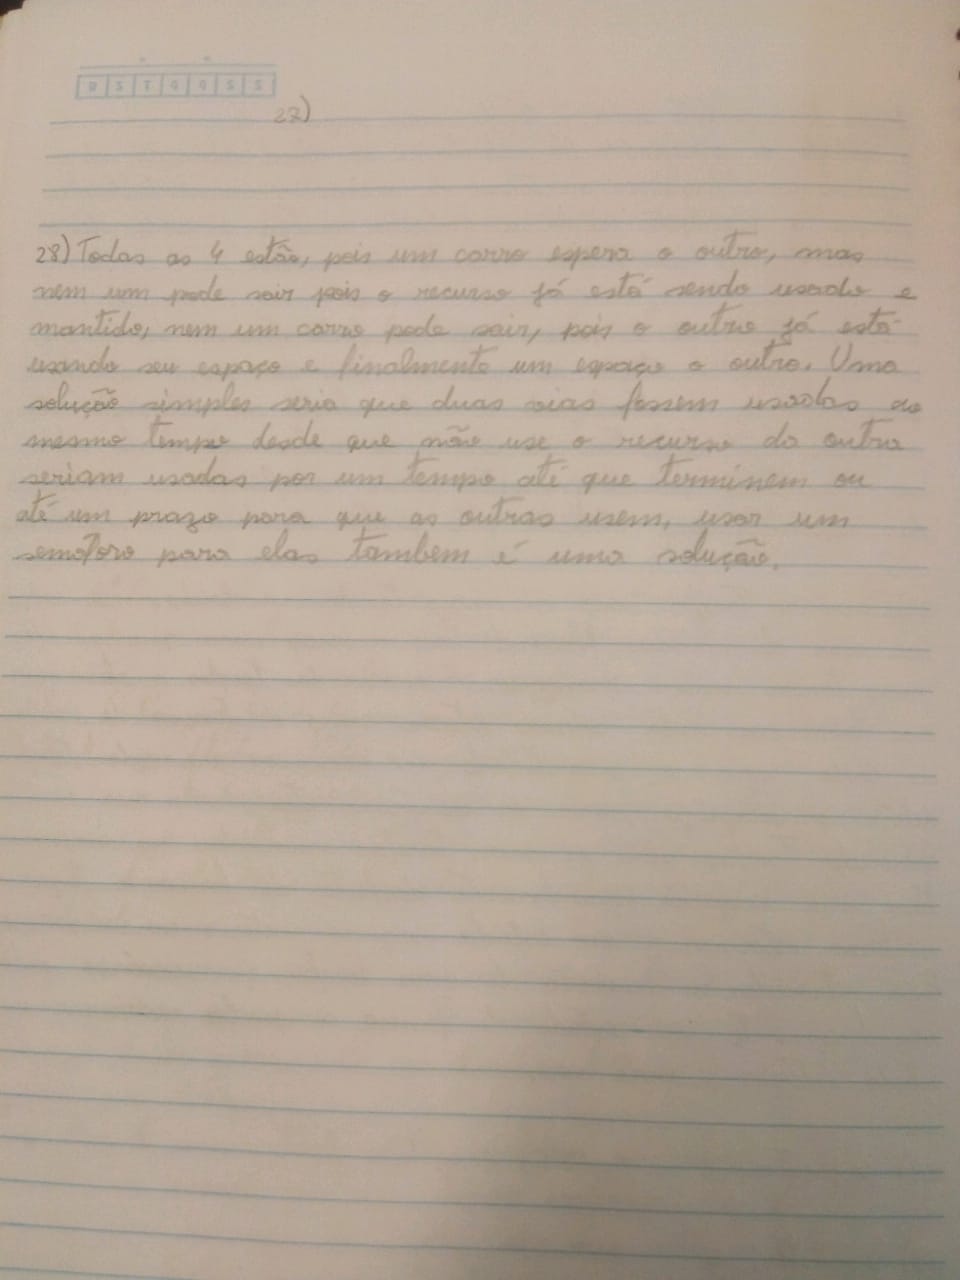 D S T Q Q S S
27)
28) Todas as 4 estão, pois um carro espera o outro, mas
nem um pode sair pois o recurso já está sendo usado e
mantido, nem um carro pode sair, pois o outro já está
usando seu espaço e finalmente um espaço o outro. Uma
solução simples seria que duas vias fossem usadas ao
mesmo tempo desde que não use o recurso do outra
seriam usadas por um tempo até que terminem ou
até um prazo para que as outras usem, usar um
semaforo para elas tambem é uma solução.